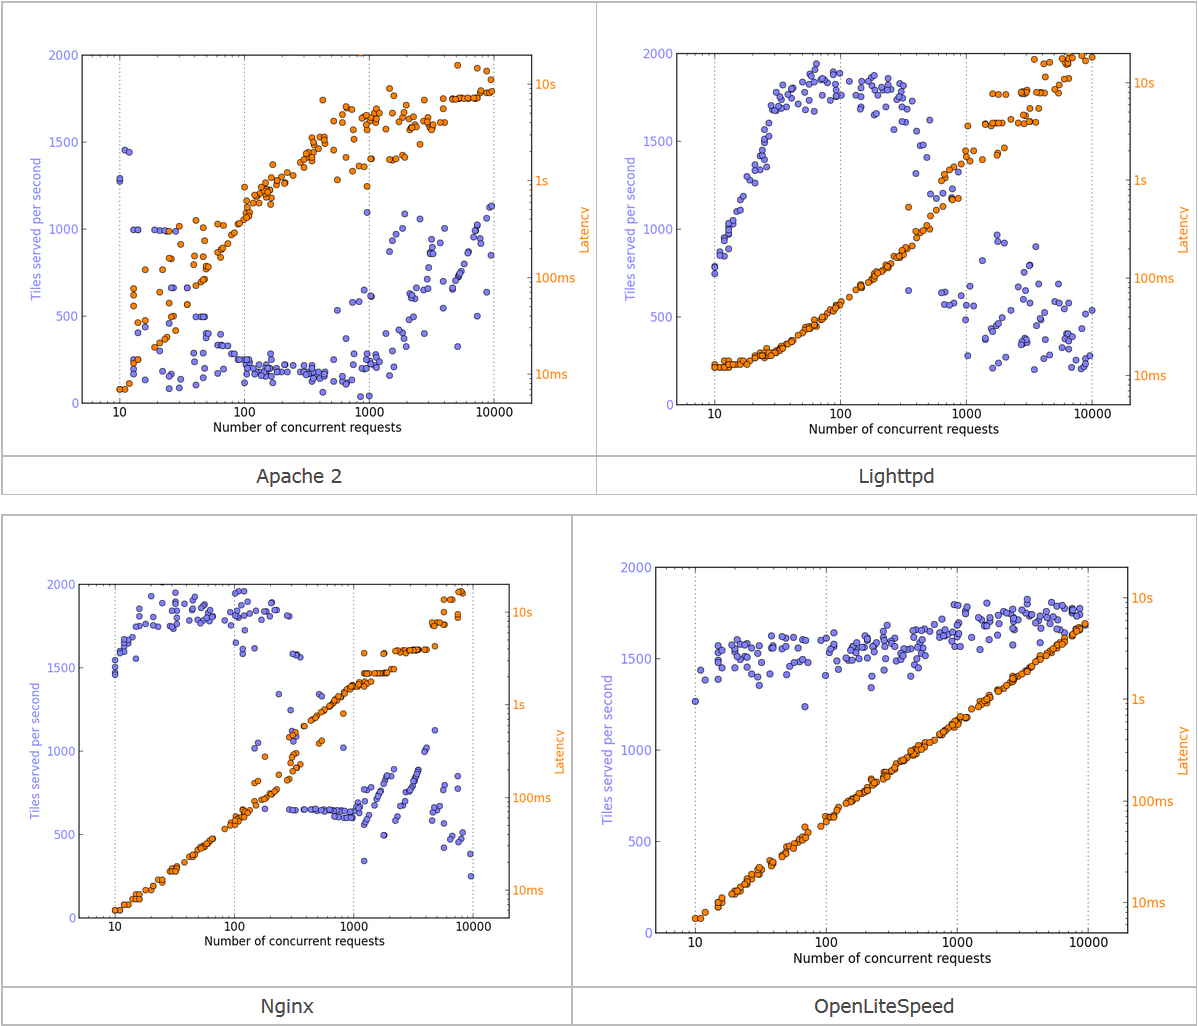 2000
1500
1000
500
0
Tiles served per second
10s
1s
100ms
10ms
Latency
10 100 1000 10000
Number of concurrent requests
Apache 2
2000
1500
1000
500
0
Tiles served per second
10s
1s
100ms
10ms
Latency
10 100 1000 10000
Number of concurrent requests
Lighttpd
2000
1500
1000
500
0
Tiles served per second
10s
1s
100ms
10ms
Latency
10 100 1000 10000
Number of concurrent requests
Nginx
2000
1500
1000
500
0
Tiles served per second
10s
1s
100ms
10ms
Latency
10 100 1000 10000
Number of concurrent requests
OpenLiteSpeed